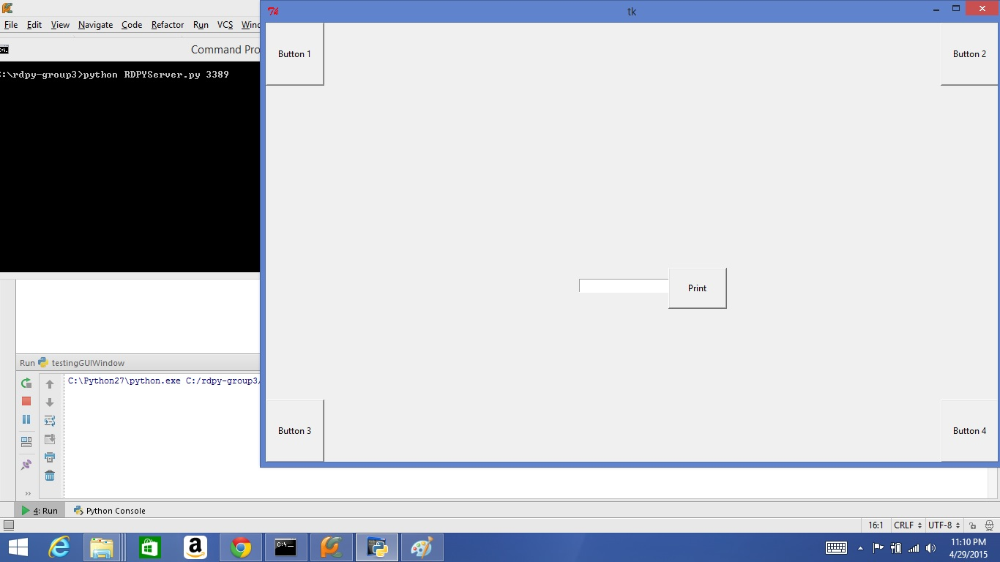 tk
File Edit View Navigate Code Refactor Run VCS
Button 1
Button 2
Command
:\rdpy-group3>python RDPYServer.py 3389
Print
Run testingGUIWindow
C:\Python27\python.exe C:/rdpy-group3/
Button 3
Button 4
»
4: Run Python Console
16:1 CRLF UTF-8
C:\
11:10 PM
4/29/2015